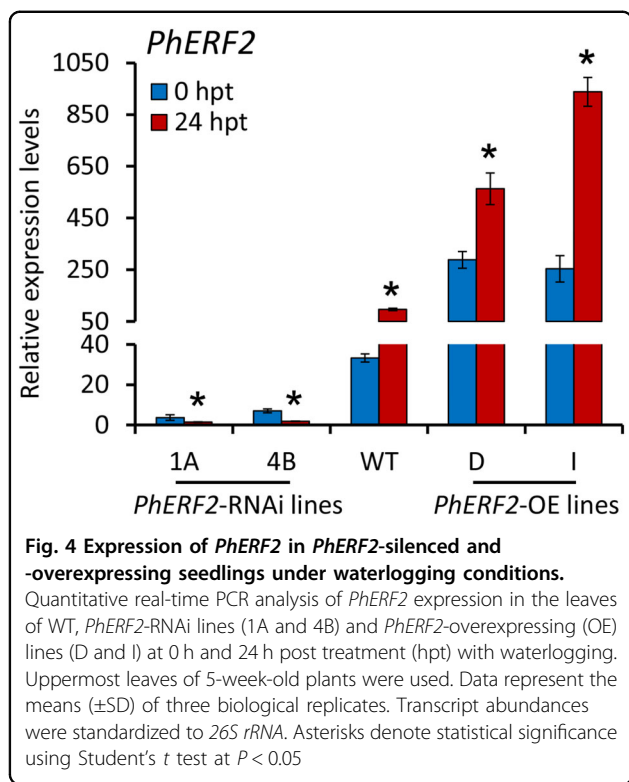 PhERF2
1050
850
650
450
250
50
40
20
0
Relative expression levels
0 hpt
24 hpt
*
*
*
*
*
1A 4B WT D I
PhERF2-RNAi lines PhERF2-OE lines
Fig. 4 Expression of PhERF2 in PhERF2-silenced and
-overexpressing seedlings under waterlogging conditions.
Quantitative real-time PCR analysis of PhERF2 expression in the leaves
of WT, PhERF2-RNAi lines (1A and 4B) and PhERF2-overexpressing (OE)
lines (D and I) at 0 h and 24 h post treatment (hpt) with waterlogging.
Uppermost leaves of 5-week-old plants were used. Data represent the
means (±SD) of three biological replicates. Transcript abundances
were standardized to 26S rRNA. Asterisks denote statistical significance
using Student's t test at P < 0.05